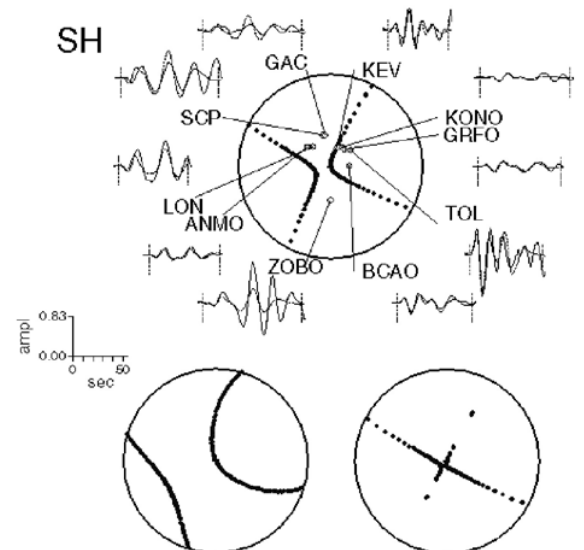 SH
GAC
KEV
SCP
KONO
GRFO
LON
ANMO
TOL
ZOBO
BCAO
ampl
0.83
0.00
0
50
sec